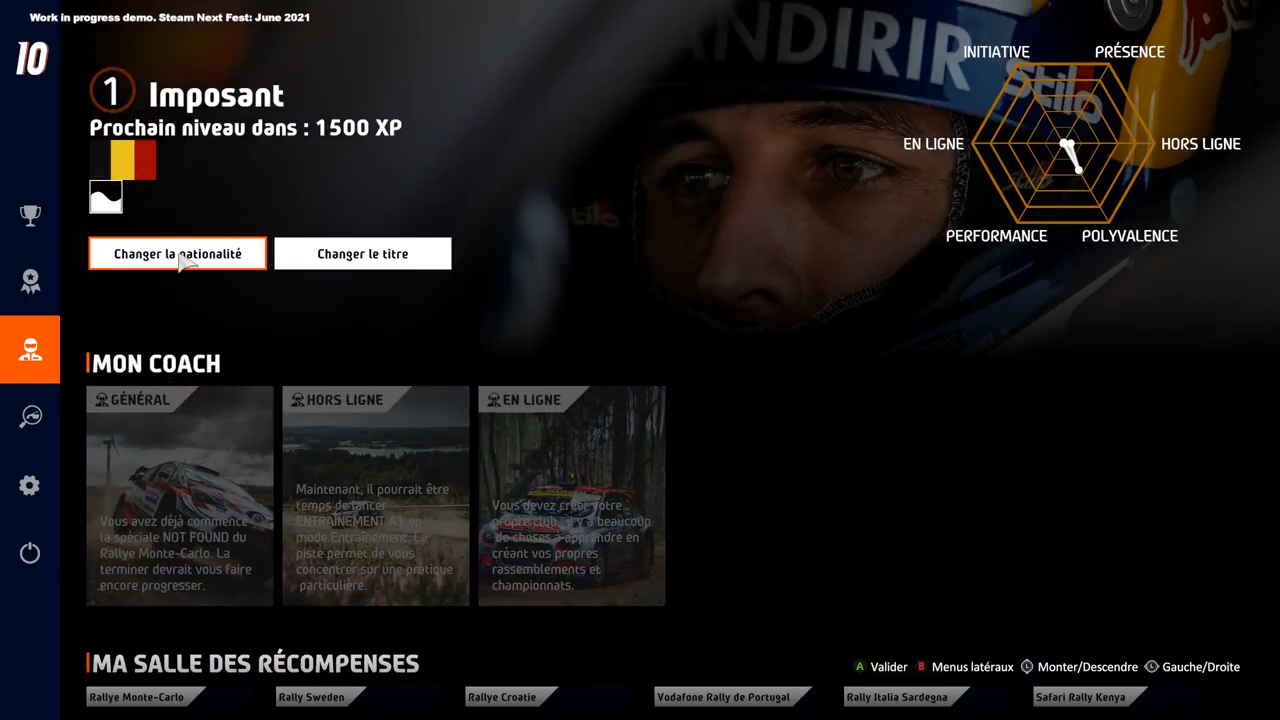 Work in progress demo. Steam Next Fest: June 2021
10
1 Imposant
Prochain niveau dans : 1500 XP
Changer la nationalité
Changer le titre
ANDIRIR
Stilo
INITIATIVE
PRÉSENCE
EN LIGNE
HORS LIGNE
PERFORMANCE
POLYVALENCE
MON COACH
GÉNÉRAL
Vous avez déjà commencé
la spéciale NOT FOUND du
Rallye Monte-Carlo. La
terminer devrait vous faire
encore progresser.
HORS LIGNE
Maintenant, il pourrait être
temps de lancer
ENTRAÎNEMENT A1, en
mode Entraînement. La
piste permet de vous
concentrer sur une pratique
particulière.
EN LIGNE
Vous devez créer votre
propre club : il y a beaucoup
de choses à apprendre en
créant vos propres
rassemblements et
championnats.
MA SALLE DES RÉCOMPENSES
A Valider B Menus latéraux L Monter/Descendre L Gauche/Droite
Rallye Monte-Carlo
Rally Sweden
Rallye Croatie
Vodafone Rally de Portugal
Rally Italia Sardegna
Safari Rally Kenya